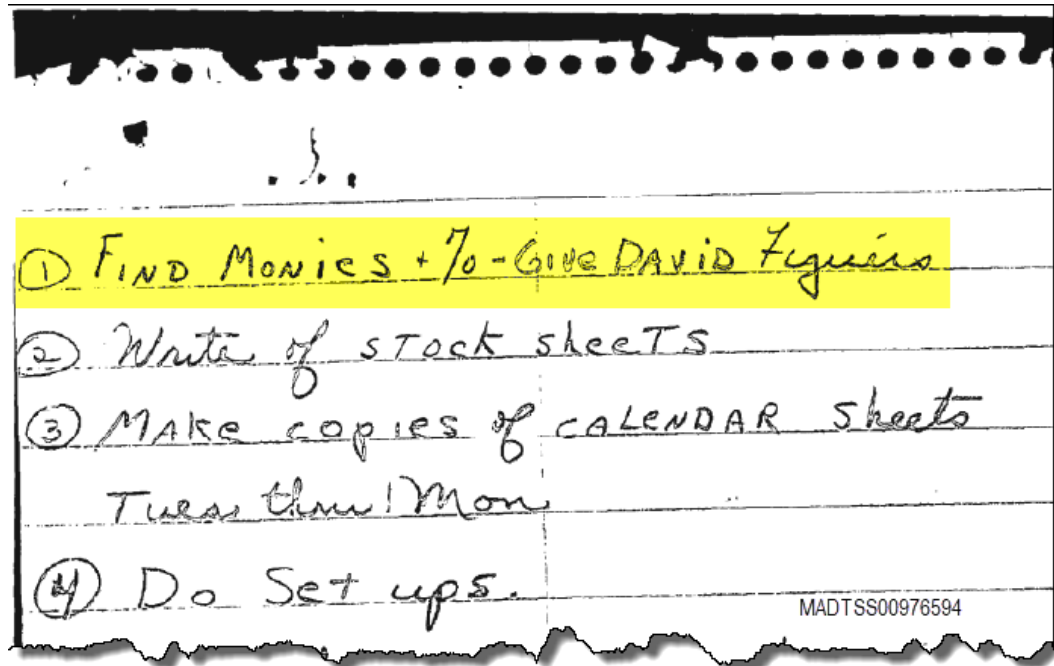 ① FIND MONIES + % - GIVE DAVID Figures
② Write of STOCK sheeTS
③ MAKe copies of CALENDAR Sheets
Tues thru Mon
④ Do Set ups.
MADTSS00976594